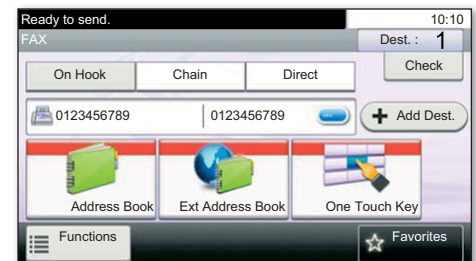 Ready to send. 10:10
FAX Dest. : 1
On Hook Chain Direct Check
0123456789 0123456789 Add Dest.
Address Book Ext Address Book One Touch Key
Functions Favorites